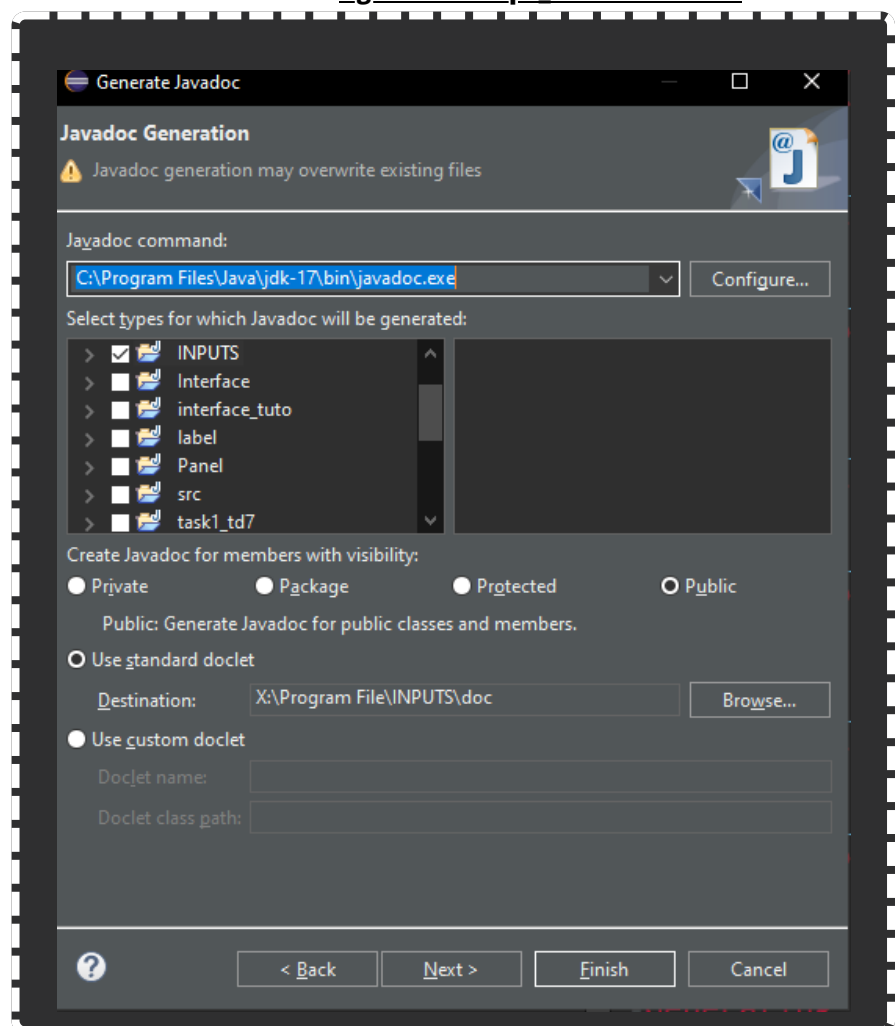 Generate Javadoc
Javadoc Generation
Javadoc generation may overwrite existing files
@
J
Javadoc command:
C:\Program Files\Java\jdk-17\bin\javadoc.exe
Configure...
Select types for which Javadoc will be generated:
INPUTS
Interface
interface_tuto
label
Panel
src
task1_td7
Create Javadoc for members with visibility:
Private Package Protected Public
Public: Generate Javadoc for public classes and members.
Use standard doclet
Destination: X:\Program File\INPUTS\doc Browse...
Use custom doclet
Doclet name:
Doclet class path:
? < Back Next > Finish Cancel